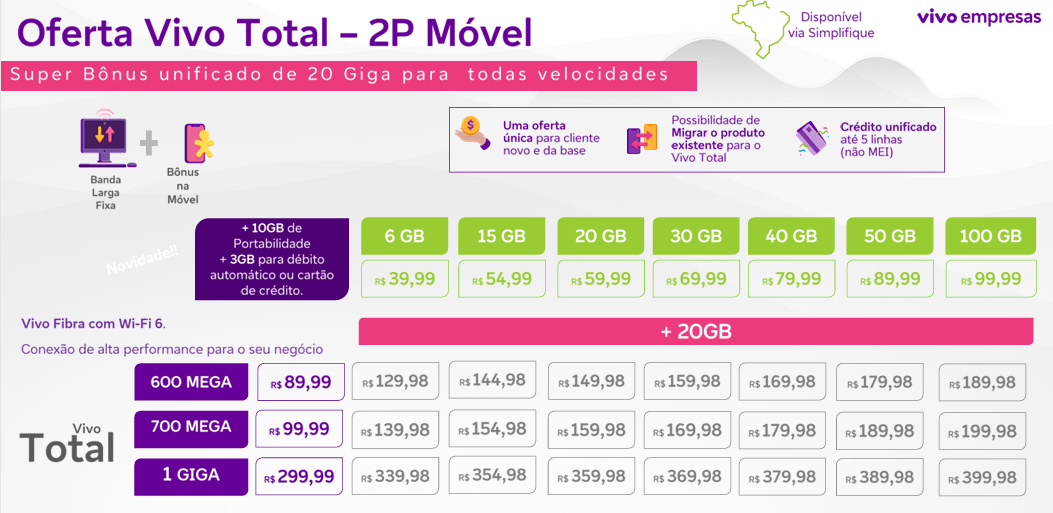 Oferta Vivo Total – 2P Móvel
Disponível
via Simplifique
vivo empresas
Super Bônus unificado de 20 Giga para todas velocidades
Banda
Larga
Fixa
Bônus
na
Móvel
Uma oferta
única para cliente
novo e da base
Possibilidade de
Migrar o produto
existente para o
Vivo Total
Crédito unificado
até 5 linhas
(não MEI)
Novidade!!
+ 10GB de
Portabilidade
+ 3GB para débito
automático ou cartão
de crédito.
6 GB 15 GB 20 GB 30 GB 40 GB 50 GB 100 GB
R$ 39,99 R$ 54,99 R$ 59,99 R$ 69,99 R$ 79,99 R$ 89,99 R$ 99,99
Vivo Fibra com Wi-Fi 6.
Conexão de alta performance para o seu negócio
+ 20GB
Vivo
Total
600 MEGA R$ 89,99 R$ 129,98 R$ 144,98 R$ 149,98 R$ 159,98 R$ 169,98 R$ 179,98 R$ 189,98
700 MEGA R$ 99,99 R$ 139,98 R$ 154,98 R$ 159,98 R$ 169,98 R$ 179,98 R$ 189,98 R$ 199,98
1 GIGA R$ 299,99 R$ 339,98 R$ 354,98 R$ 359,98 R$ 369,98 R$ 379,98 R$ 389,98 R$ 399,98